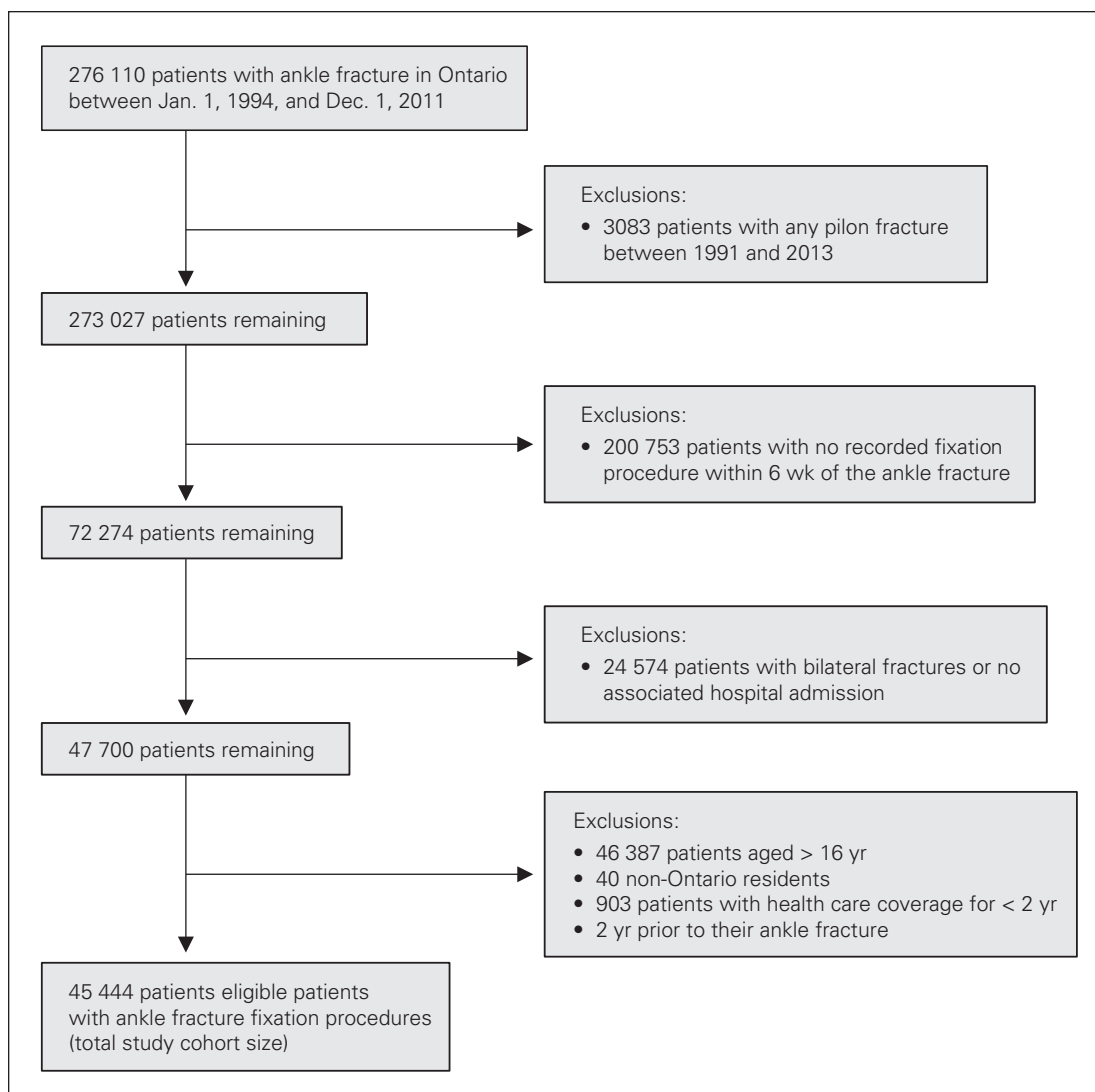 276 110 patients with ankle fracture in Ontario
between Jan. 1, 1994, and Dec. 1, 2011
Exclusions:
• 3083 patients with any pilon fracture
between 1991 and 2013
273 027 patients remaining
Exclusions:
• 200 753 patients with no recorded fixation
procedure within 6 wk of the ankle fracture
72 274 patients remaining
Exclusions:
• 24 574 patients with bilateral fractures or no
associated hospital admission
47 700 patients remaining
Exclusions:
• 46 387 patients aged > 16 yr
• 40 non-Ontario residents
• 903 patients with health care coverage for < 2 yr
• 2 yr prior to their ankle fracture
45 444 patients eligible patients
with ankle fracture fixation procedures
(total study cohort size)